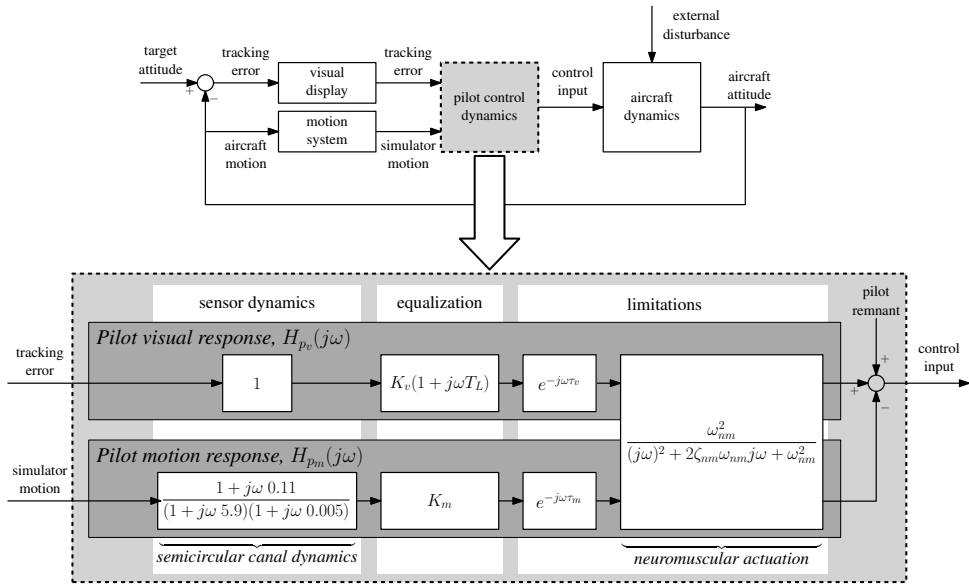 external
disturbance
target
attitude
tracking
error
visual
display
tracking
error
pilot control
dynamics
control
input
aircraft
dynamics
aircraft
attitude
+
−
motion
system
aircraft
motion
simulator
motion
sensor dynamics
equalization
limitations
pilot
remnant
Pilot visual response, H_{p_v}(jω)
tracking
error
1
K_v(1 + jωT_L)
e^{-jωτ_v}
ω_{nm}^2
(jω)^2 + 2ζ_{nm}ω_{nm}jω + ω_{nm}^2
+
+
−
control
input
Pilot motion response, H_{p_m}(jω)
simulator
motion
1 + jω 0.11
(1 + jω 5.9)(1 + jω 0.005)
K_m
e^{-jωτ_m}
semicircular canal dynamics
neuromuscular actuation